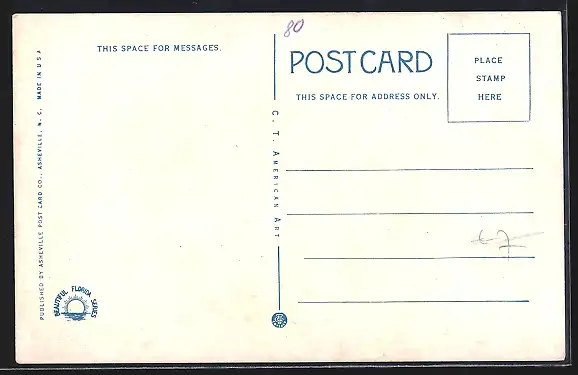 80
THIS SPACE FOR MESSAGES.
POST CARD
THIS SPACE FOR ADDRESS ONLY.
PLACE
STAMP
HERE
PUBLISHED BY ASHEVILLE POST CARD CO., ASHEVILLE, N. C. MADE IN U S A
C. T. AMERICAN ART
BEAUTIFUL FLORIDA SERIES